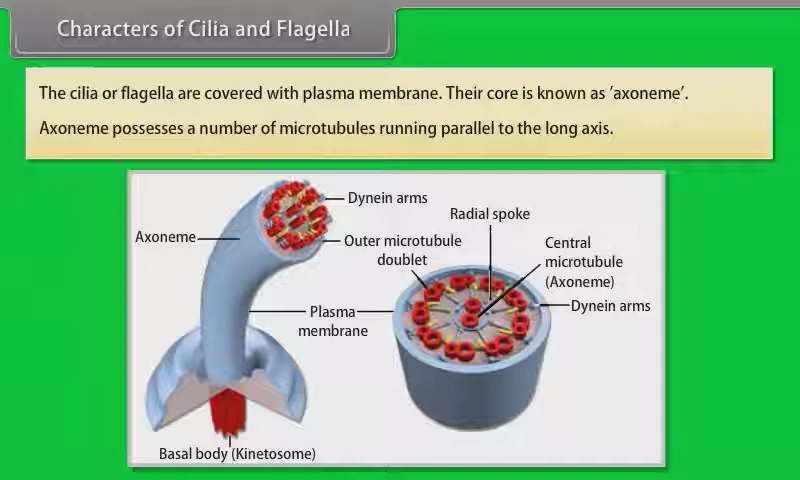 Characters of Cilia and Flagella
The cilia or flagella are covered with plasma membrane. Their core is known as 'axoneme'.
Axoneme possesses a number of microtubules running parallel to the long axis.
Dynein arms
Radial spoke
Axoneme
Outer microtubule
doublet
Central
microtubule
(Axoneme)
Dynein arms
Plasma
membrane
Basal body (Kinetosome)